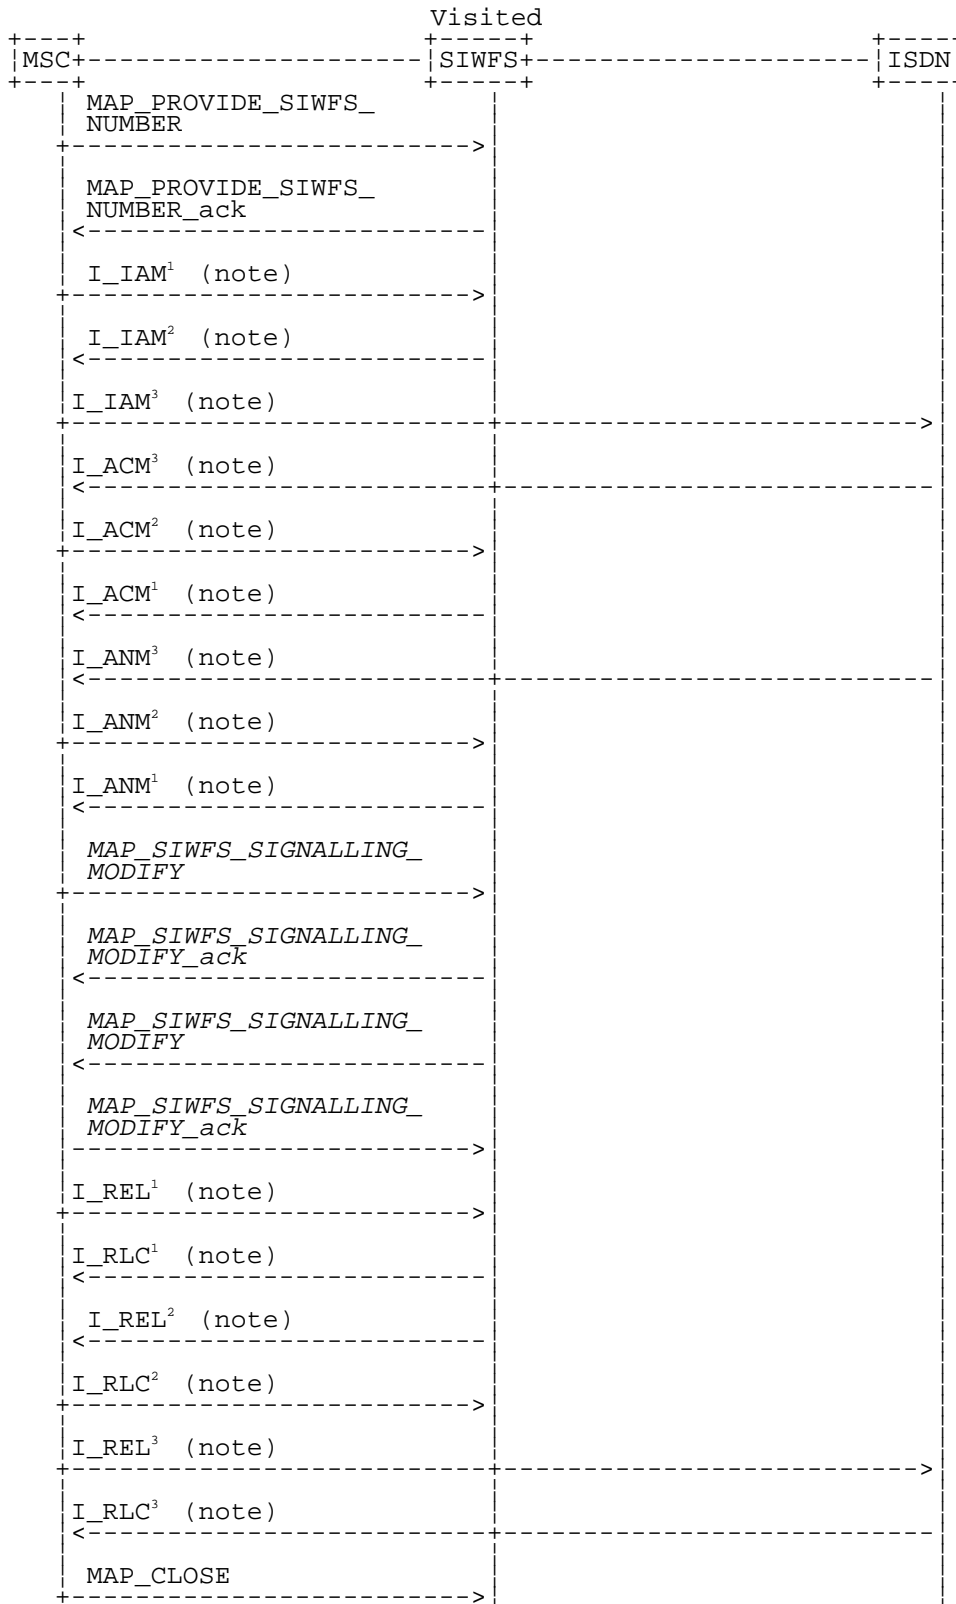 Visited
MSC SIWFS ISDN
MAP_PROVIDE_SIWFS_
NUMBER
MAP_PROVIDE_SIWFS_
NUMBER_ack
I_IAM¹ (note)
I_IAM² (note)
I_IAM³ (note)
I_ACM³ (note)
I_ACM² (note)
I_ACM¹ (note)
I_ANM³ (note)
I_ANM² (note)
I_ANM¹ (note)
MAP_SIWFS_SIGNALLING_
MODIFY
MAP_SIWFS_SIGNALLING_
MODIFY_ack
MAP_SIWFS_SIGNALLING_
MODIFY
MAP_SIWFS_SIGNALLING_
MODIFY_ack
I_REL¹ (note)
I_RLC¹ (note)
I_REL² (note)
I_RLC² (note)
I_REL³ (note)
I_RLC³ (note)
MAP_CLOSE